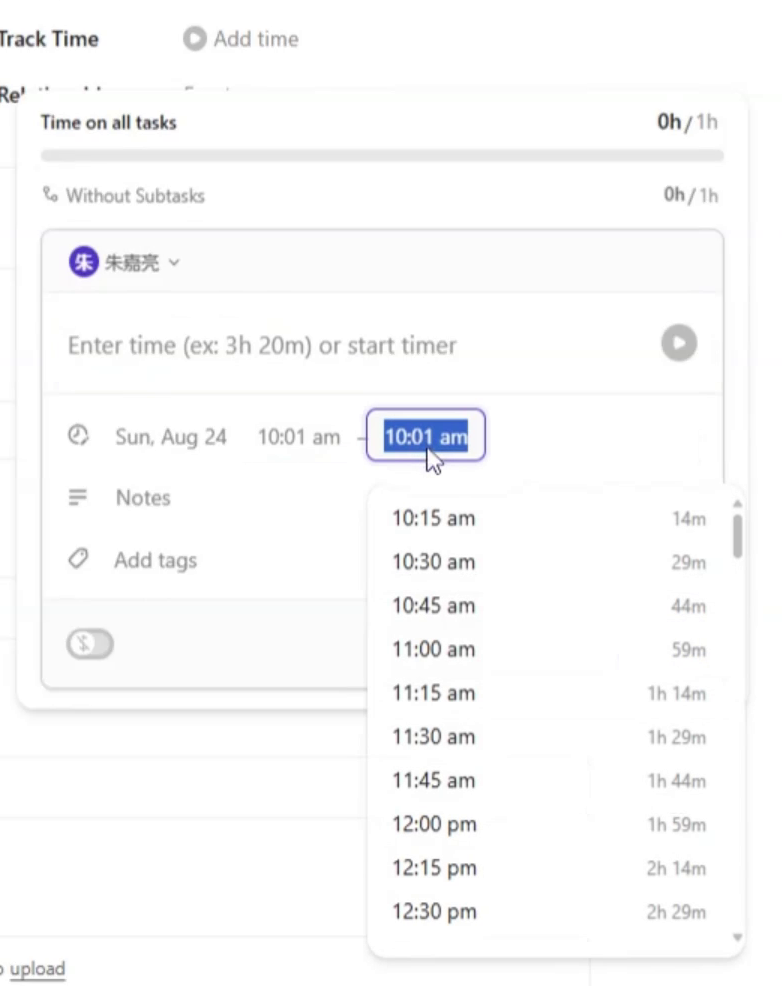 Track Time Add time
Time on all tasks 0h / 1h
Without Subtasks 0h / 1h
朱 朱嘉亮
Enter time (ex: 3h 20m) or start timer
Sun, Aug 24 10:01 am – 10:01 am
Notes
Add tags
10:15 am 14m
10:30 am 29m
10:45 am 44m
11:00 am 59m
11:15 am 1h 14m
11:30 am 1h 29m
11:45 am 1h 44m
12:00 pm 1h 59m
12:15 pm 2h 14m
12:30 pm 2h 29m
upload